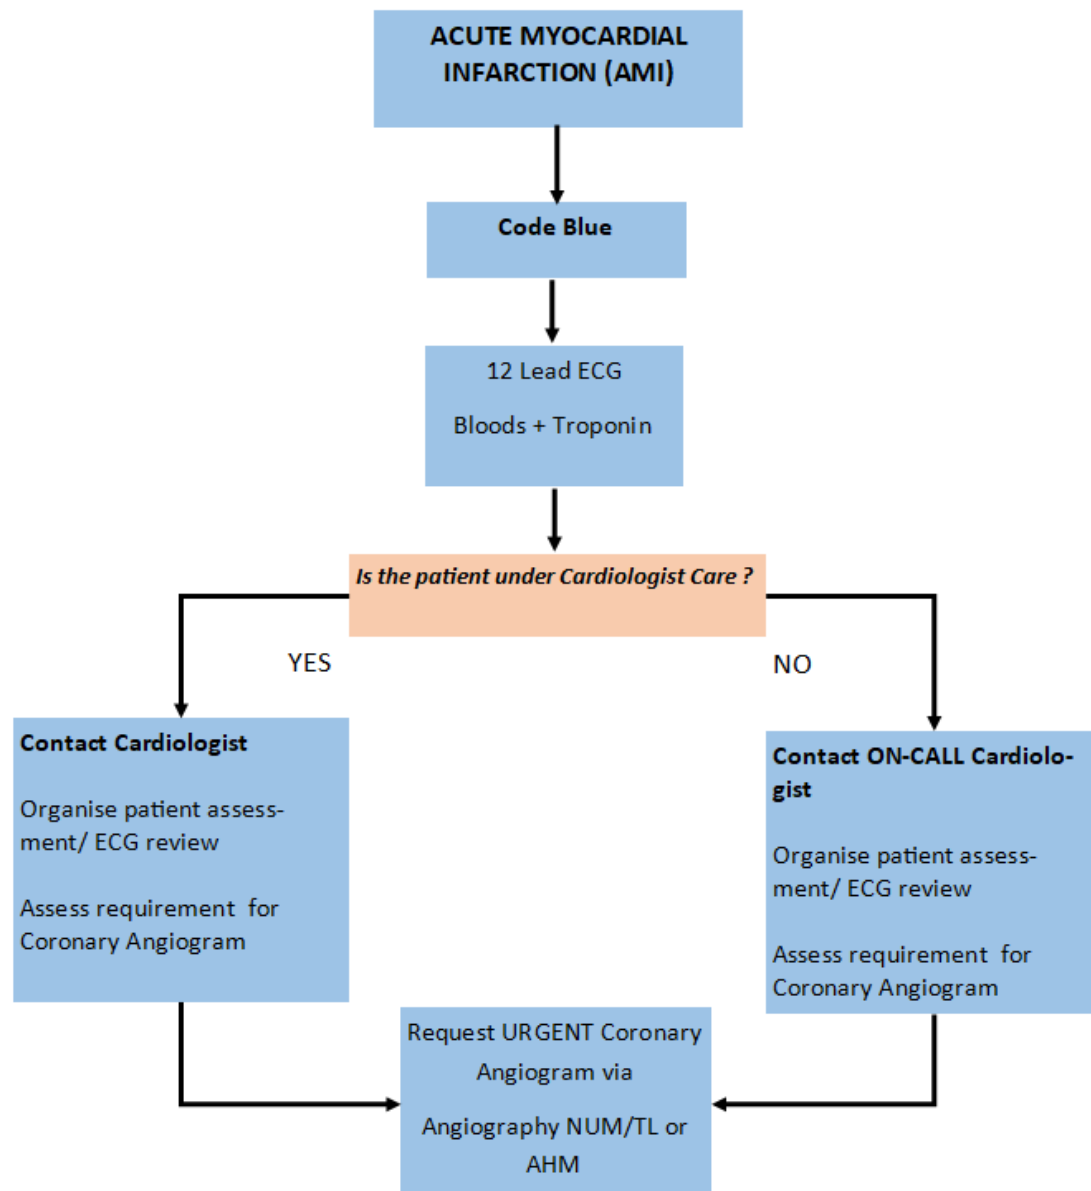 ACUTE MYOCARDIAL
INFARCTION (AMI)
Code Blue
12 Lead ECG
Bloods + Troponin
Is the patient under Cardiologist Care ?
YES
NO
Contact Cardiologist
Organise patient assess-
ment/ ECG review
Assess requirement for
Coronary Angiogram
Contact ON-CALL Cardiolo-
gist
Organise patient assess-
ment/ ECG review
Assess requirement for
Coronary Angiogram
Request URGENT Coronary
Angiogram via
Angiography NUM/TL or
AHM